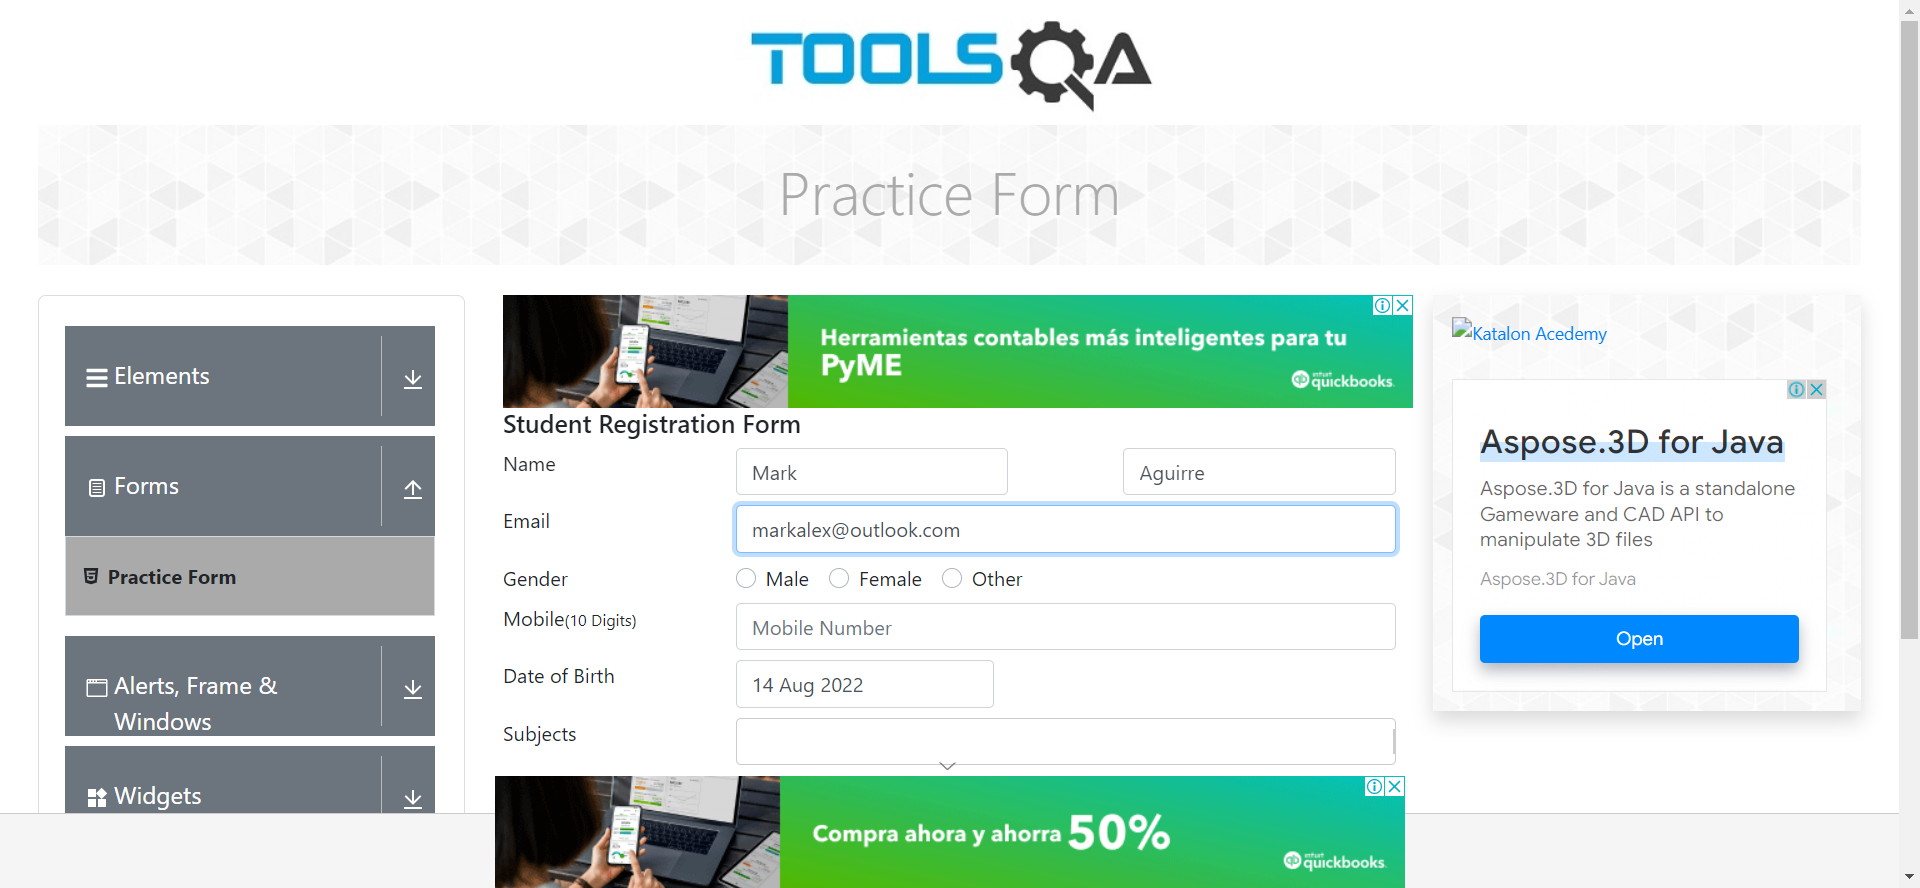 TOOLSQA
Practice Form
Elements
Forms
Practice Form
Alerts, Frame &
Windows
Widgets
Herramientas contables más inteligentes para tu
PyME
intuit
quickbooks.
Student Registration Form
Name
Mark
Aguirre
Email
markalex@outlook.com
Gender
Male
Female
Other
Mobile(10 Digits)
Mobile Number
Date of Birth
14 Aug 2022
Subjects
Compra ahora y ahorra 50%
intuit
quickbooks.
Katalon Acedemy
Aspose.3D for Java
Aspose.3D for Java is a standalone
Gameware and CAD API to
manipulate 3D files
Aspose.3D for Java
Open